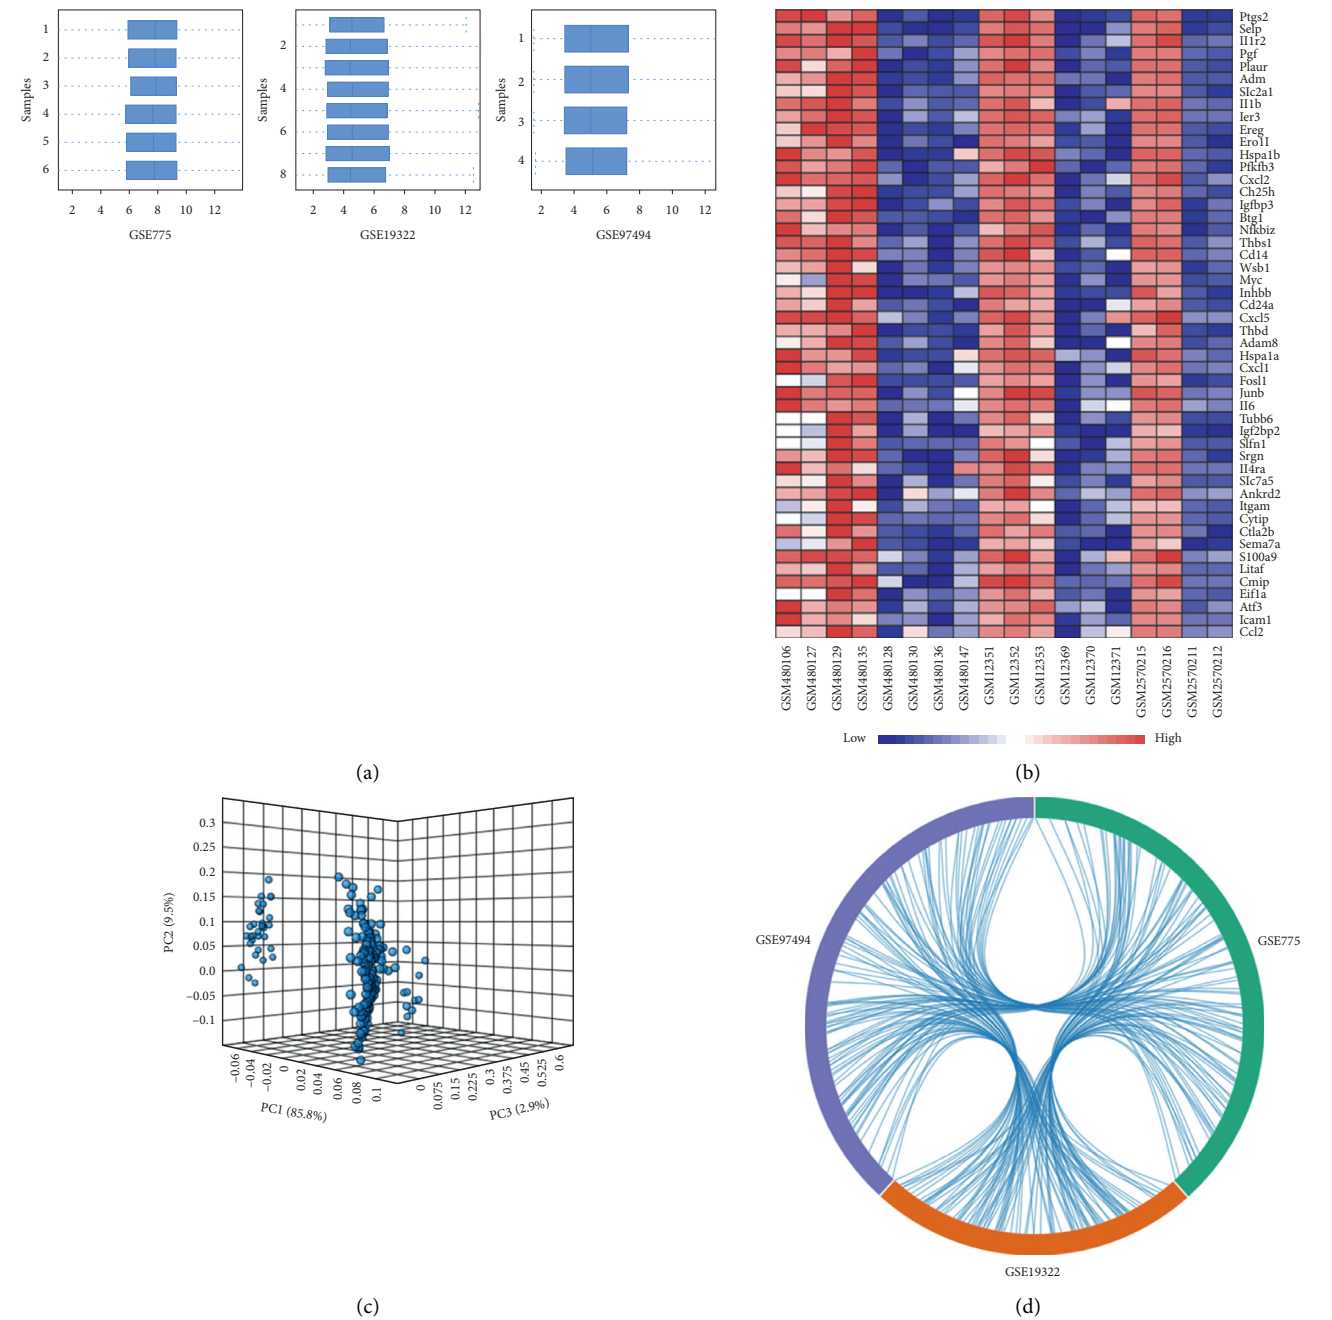 Samples
1
2
3
4
5
6
2
4
6
8
10
12
GSE775
Samples
2
4
6
8
2
4
6
8
10
12
GSE19322
Samples
1
2
3
4
2
4
6
8
10
12
GSE97494
(a)
Ptgs2
Selp
Il1r2
Pgf
Plaur
Adm
Slc2a1
Il1b
Ier3
Ereg
Ero1l
Hspa1b
Pfkfb3
Cxcl2
Ch25h
Igfbp3
Btg1
Nfkbiz
Thbs1
Cd14
Wsb1
Myc
Inhbb
Cd24a
Cxcl5
Thbd
Adam8
Hspa1a
Cxcl1
Fosl1
Junb
Il6
Tubb6
Igf2bp2
Slfn1
Srgn
Il4ra
Slc7a5
Ankrd2
Itgam
Cytip
Ctla2b
Sema7a
S100a9
Litaf
Cmip
Eif1a
Atf3
Icam1
Ccl2
GSM480106
GSM480127
GSM480129
GSM480135
GSM480128
GSM480130
GSM480136
GSM480147
GSM12351
GSM12352
GSM12353
GSM12369
GSM12370
GSM12371
GSM2570215
GSM2570216
GSM2570211
GSM2570212
Low
High
(b)
PC2 (9.5%)
0.3
0.25
0.2
0.15
0.1
0.05
0.0
−0.05
−0.1
−0.06
−0.04
−0.02
0
0.02
0.04
0.06
0.08
0.1
PC1 (85.8%)
0
0.075
0.15
0.225
0.3
0.375
0.45
0.525
0.6
PC3 (2.9%)
(c)
GSE97494
GSE775
GSE19322
(d)